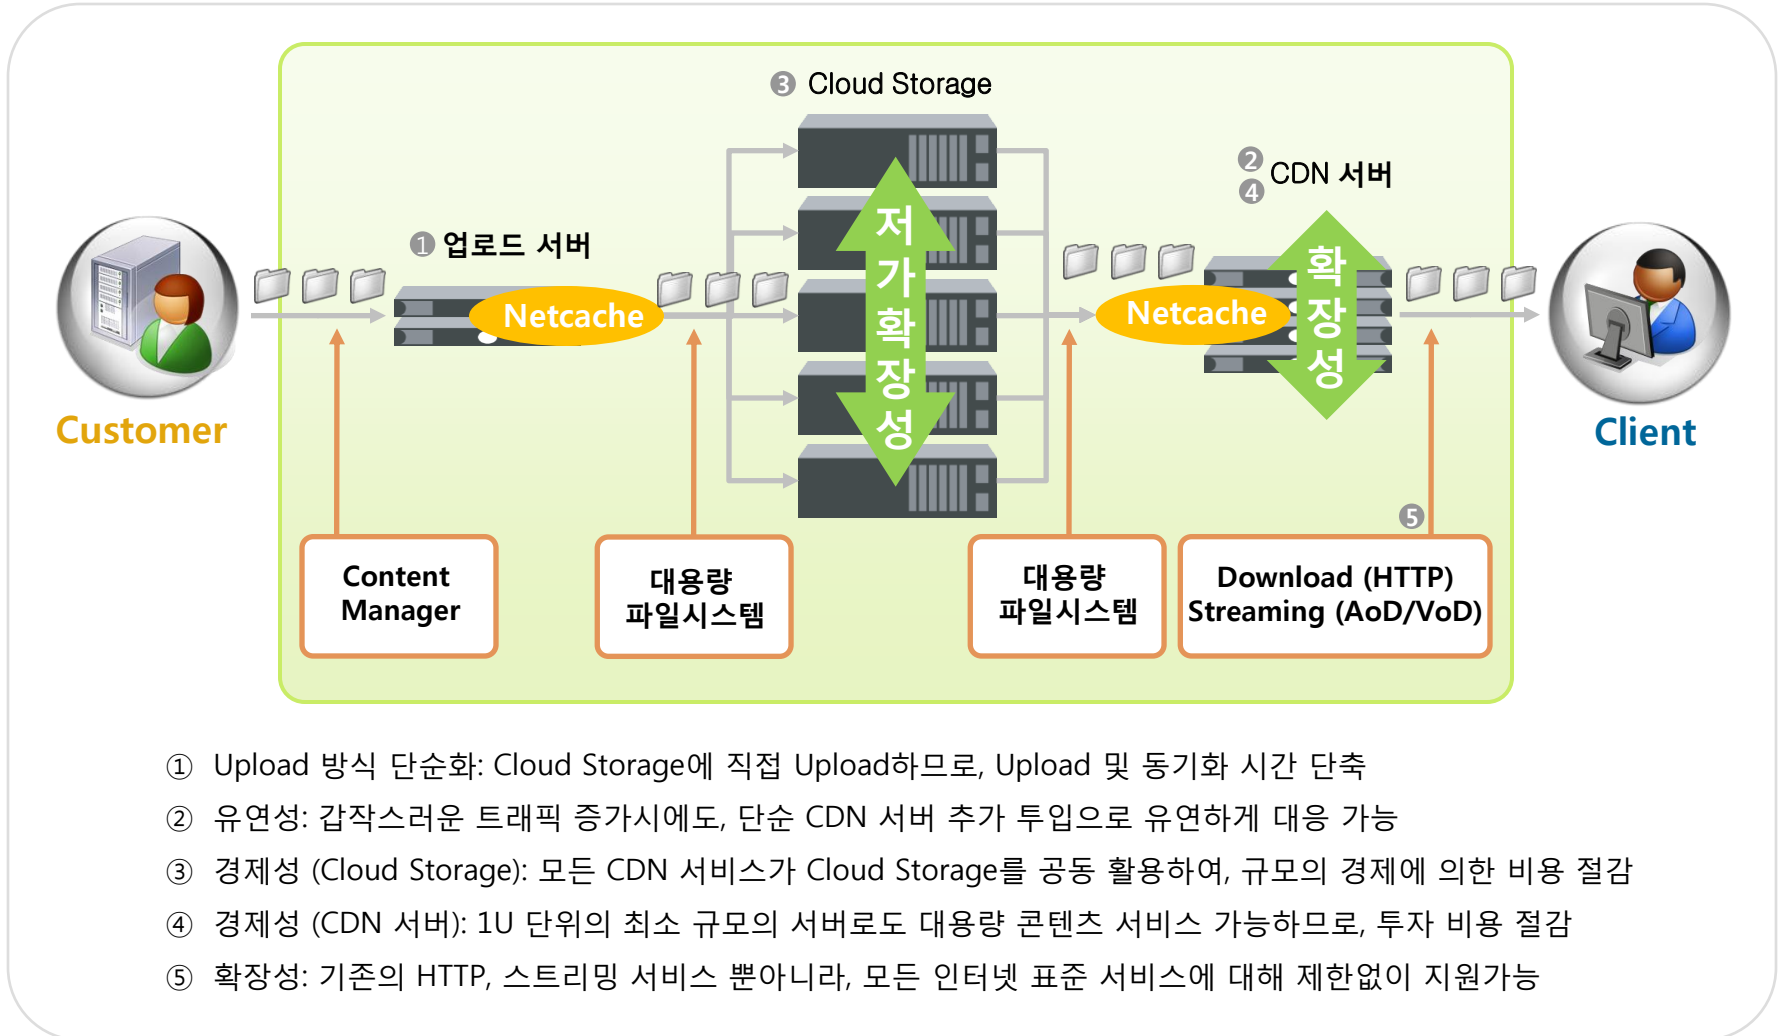 ❸ Cloud Storage
❷
❹
CDN 서버
❶ 업로드 서버
저
가
확
장
성
확
장
성
Netcache
Netcache
Customer
Client
❺
Content
Manager
대용량
파일시스템
대용량
파일시스템
Download (HTTP)
Streaming (AoD/VoD)
① Upload 방식 단순화: Cloud Storage에 직접 Upload하므로, Upload 및 동기화 시간 단축
② 유연성: 갑작스러운 트래픽 증가시에도, 단순 CDN 서버 추가 투입으로 유연하게 대응 가능
③ 경제성 (Cloud Storage): 모든 CDN 서비스가 Cloud Storage를 공동 활용하여, 규모의 경제에 의한 비용 절감
④ 경제성 (CDN 서버): 1U 단위의 최소 규모의 서버로도 대용량 콘텐츠 서비스 가능하므로, 투자 비용 절감
⑤ 확장성: 기존의 HTTP, 스트리밍 서비스 뿐아니라, 모든 인터넷 표준 서비스에 대해 제한없이 지원가능